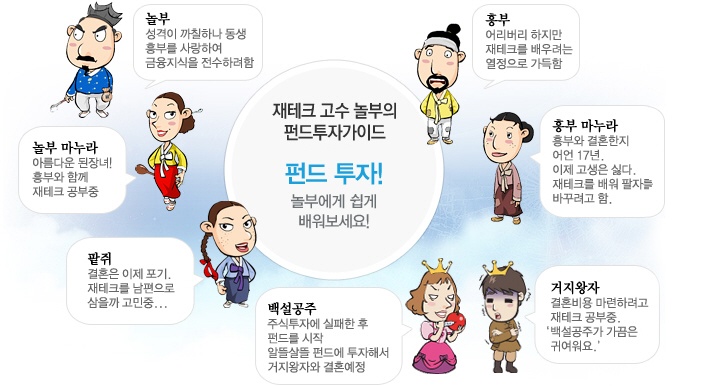 놀부
성격이 까칠하나 동생
흥부를 사랑하여
금융지식을 전수하려함
흥부
어리버리 하지만
재테크를 배우려는
열정으로 가득함
재테크 고수 놀부의
펀드투자가이드
펀드 투자!
놀부에게 쉽게
배워보세요!
놀부 마누라
아름다운 된장녀!
흥부와 함께
재테크 공부중
흥부 마누라
흥부와 결혼한지
어언 17년.
이제 고생은 싫다.
재테크를 배워 팔자를
바꾸려고 함.
팥쥐
결혼은 이제 포기.
재테크를 남편으로
삼을까 고민중...
백설공주
주식투자에 실패한 후
펀드를 시작
알뜰살뜰 펀드에 투자해서
거지왕자와 결혼예정
거지왕자
결혼비용 마련하려고
재테크 공부중.
'백설공주가 가끔은
귀여워요.'